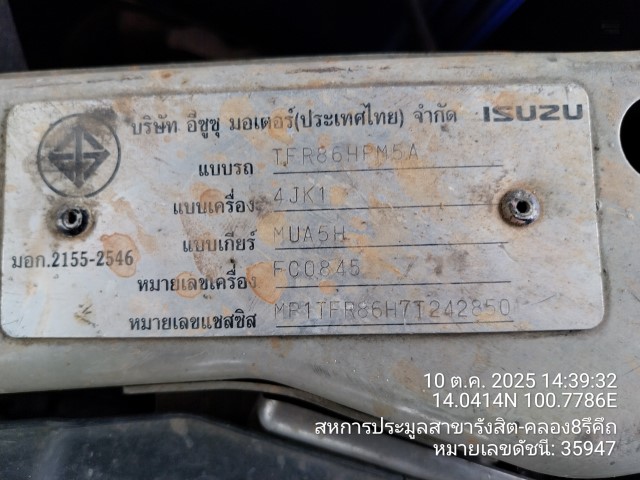 บริษัท อีซูซุ มอเตอร์(ประเทศไทย) จำกัด ISUZU
แบบรถ TFR86HFM5A
แบบเครื่อง 4JK1
แบบเกียร์ MUA5H
มอก.2155-2546
หมายเลขเครื่อง FC0845
หมายเลขแชสซิส MP1TFR86H7T242850
10 ต.ค. 2025 14:39:32
14.0414N 100.7786E
สหการประมูลสาขารังสิต-คลอง8รีคีถ
หมายเลขดัชนี: 35947